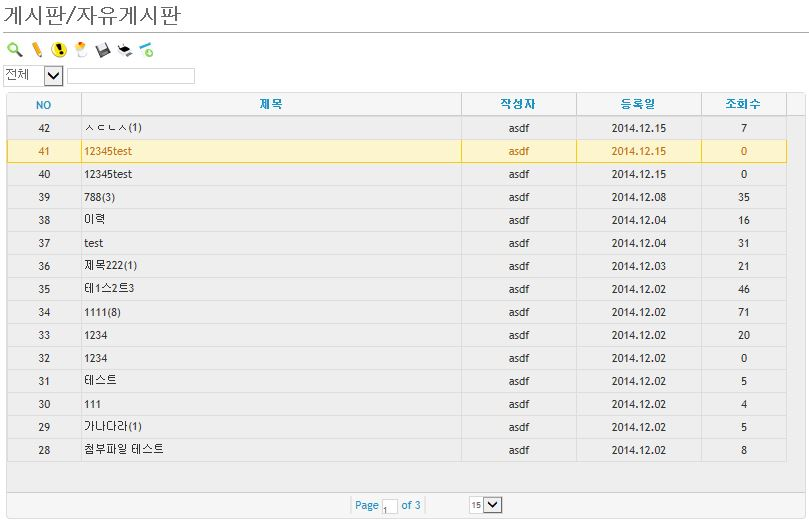 게시판/자유게시판
전체
NO 제목 작성자 등록일 조회수
42 ㅅㄷㄴㅅ(1) asdf 2014.12.15 7
41 12345test asdf 2014.12.15 0
40 12345test asdf 2014.12.15 0
39 788(3) asdf 2014.12.08 35
38 이력 asdf 2014.12.04 16
37 test asdf 2014.12.04 31
36 제목222(1) asdf 2014.12.03 21
35 테1스2트3 asdf 2014.12.02 46
34 1111(8) asdf 2014.12.02 71
33 1234 asdf 2014.12.02 20
32 1234 asdf 2014.12.02 0
31 테스트 asdf 2014.12.02 5
30 111 asdf 2014.12.02 4
29 가나다라(1) asdf 2014.12.02 5
28 첨부파일 테스트 asdf 2014.12.02 8
Page 1 of 3 15